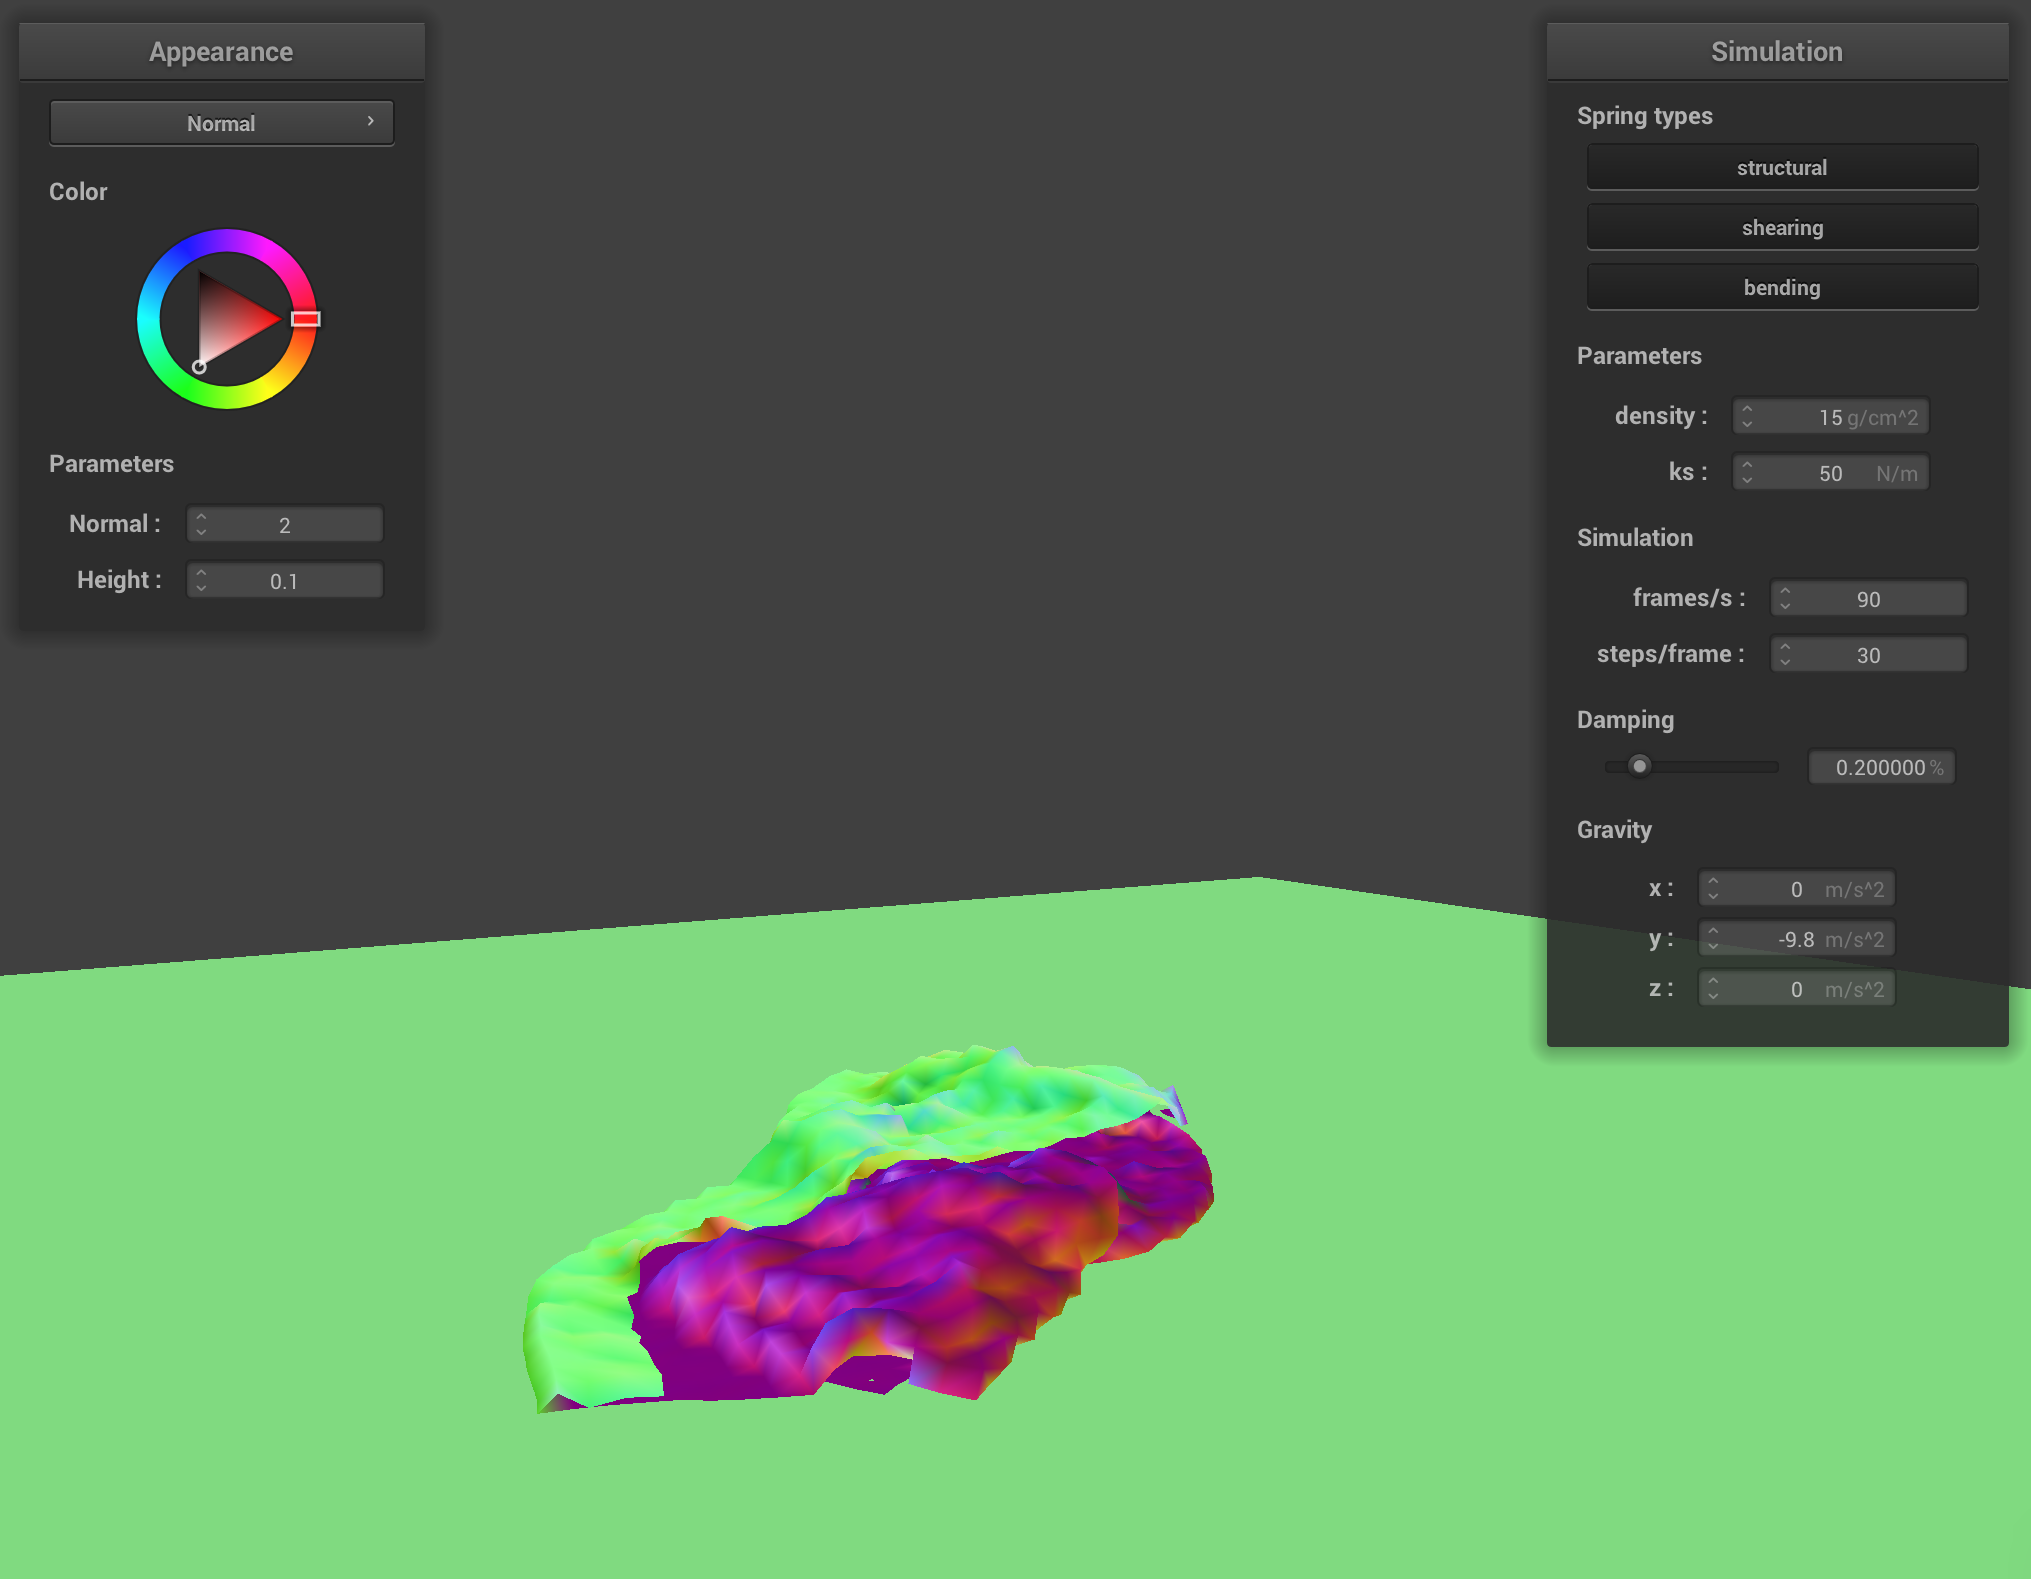 Appearance
Normal
Color
Parameters
Normal : 2
Height : 0.1
Simulation
Spring types
structural
shearing
bending
Parameters
density : 15 g/cm^2
ks : 50 N/m
Simulation
frames/s : 90
steps/frame : 30
Damping
0.200000 %
Gravity
x : 0 m/s^2
y : -9.8 m/s^2
z : 0 m/s^2